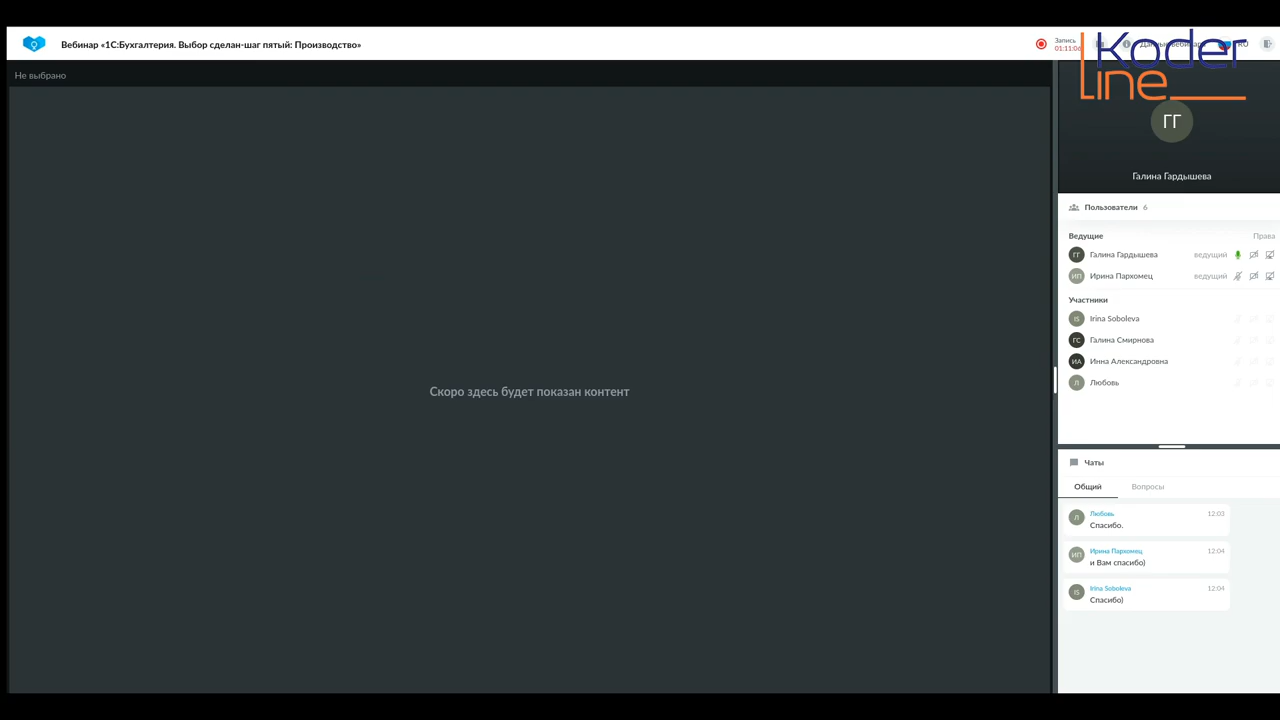 Вебинар «1С:Бухгалтерия. Выбор сделан-шаг пятый: Производство»
Запись
01:11:06
RU
Koder
line
Не выбрано
ГГ
Галина Гардышева
Скоро здесь будет показан контент
Пользователи 6
Ведущие Права
ГГ Галина Гардышева ведущий
ИП Ирина Пархомец ведущий
Участники
IS Irina Soboleva
ГС Галина Смирнова
ИА Инна Александровна
Л Любовь
Чаты
Общий Вопросы
Л Любовь 12:03
Спасибо.
ИП Ирина Пархомец 12:04
и Вам спасибо)
IS Irina Soboleva 12:04
Спасибо)